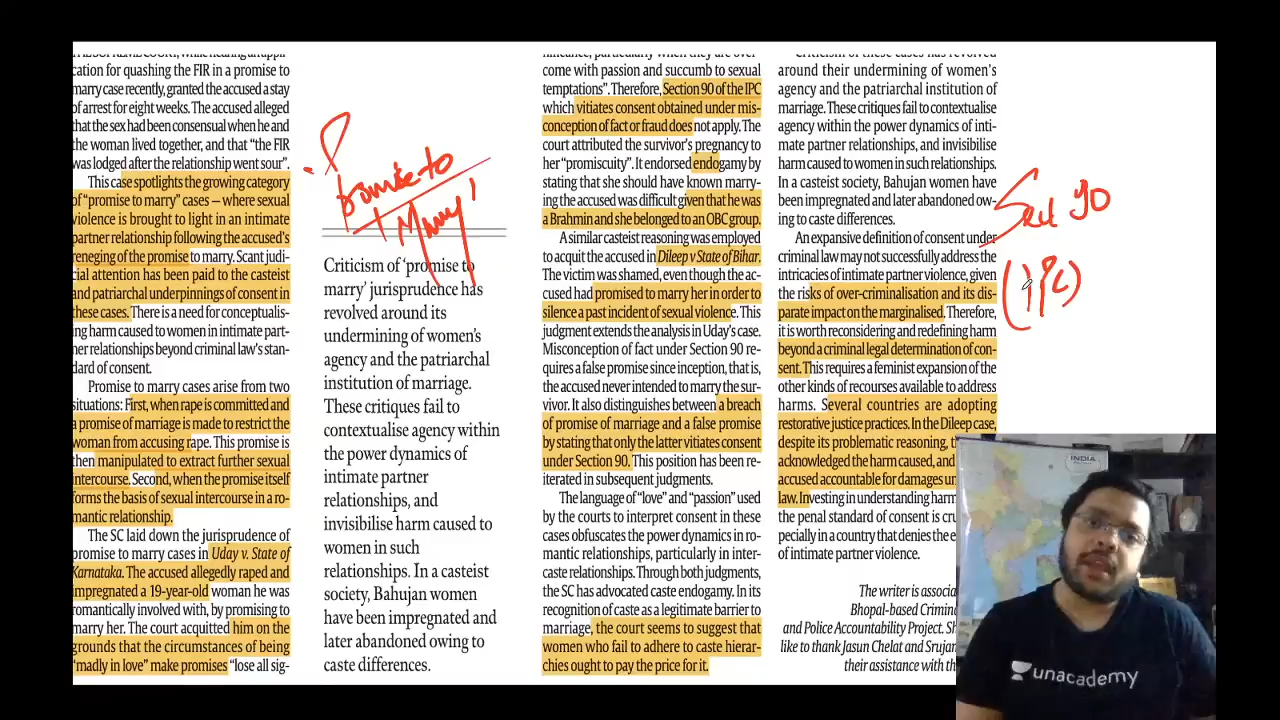 cation for quashing the FIR in a promise to
marry case recently, granted the accused a stay
of arrest for eight weeks. The accused alleged
that the sex had been consensual when he and
the woman lived together, and that “the FIR
was lodged after the relationship went sour”.
This case spotlights the growing category
of “promise to marry” cases — where sexual
violence is brought to light in an intimate
partner relationship following the accused's
reneging of the promise to marry. Scant judi-
cial attention has been paid to the casteist
and patriarchal underpinnings of consent in
these cases. There is a need for conceptualis-
ing harm caused to women in intimate part-
ner relationships beyond criminal law's stan-
dard of consent.
Promise to marry cases arise from two
situations: First, when rape is committed and
a promise of marriage is made to restrict the
woman from accusing rape. This promise is
then manipulated to extract further sexual
intercourse. Second, when the promise itself
forms the basis of sexual intercourse in a ro-
mantic relationship.
The SC laid down the jurisprudence of
promise to marry cases in Uday v. State of
Karnataka. The accused allegedly raped and
impregnated a 19-year-old woman he was
romantically involved with, by promising to
marry her. The court acquitted him on the
grounds that the circumstances of being
‘madly in love” make promises “lose all sig-
Promise to
Marry'
Criticism of ‘promise to
marry’ jurisprudence has
revolved around its
undermining of women's
agency and the patriarchal
institution of marriage.
These critiques fail to
contextualise agency within
the power dynamics of
intimate partner
relationships, and
invisibilise harm caused to
women in such
relationships. In a casteist
society, Bahujan women
have been impregnated and
later abandoned owing to
caste differences.
nificance, particularly when they are over-
come with passion and succumb to sexual
temptations”. Therefore, Section 90 of the IPC
which vitiates consent obtained under mis-
conception of fact or fraud does not apply. The
court attributed the survivor's pregnancy to
her “promiscuity”. It endorsed endogamy by
stating that she should have known marry-
ing the accused was difficult given that he was
a Brahmin and she belonged to an OBC group.
A similar casteist reasoning was employed
to acquit the accused in Dileep v State of Bihar.
The victim was shamed, even though the ac-
cused had promised to marry her in order to
silence a past incident of sexual violence. This
judgment extends the analysis in Uday's case.
Misconception of fact under Section 90 re-
quires a false promise since inception, that is,
the accused never intended to marry the sur-
vivor. It also distinguishes between a breach
of promise of marriage and a false promise
by stating that only the latter vitiates consent
under Section 90. This position has been re-
iterated in subsequent judgments.
The language of “love” and “passion” used
by the courts to interpret consent in these
cases obfuscates the power dynamics in ro-
mantic relationships, particularly in inter-
caste relationships. Through both judgments,
the SC has advocated caste endogamy. In its
recognition of caste as a legitimate barrier to
marriage, the court seems to suggest that
women who fail to adhere to caste hierar-
chies ought to pay the price for it.
Criticism of these cases has revolved
around their undermining of women's
agency and the patriarchal institution of
marriage. These critiques fail to contextualise
agency within the power dynamics of inti-
mate partner relationships, and invisibilise
harm caused to women in such relationships.
In a casteist society, Bahujan women have
been impregnated and later abandoned ow-
ing to caste differences.
An expansive definition of consent under
criminal law may not successfully address the
intricacies of intimate partner violence, given
the risks of over-criminalisation and its dis-
parate impact on the marginalised. Therefore,
it is worth reconsidering and redefining harm
beyond a criminal legal determination of con-
sent. This requires a feminist expansion of the
other kinds of recourses available to address
harms. Several countries are adopting
restorative justice practices. In the Dileep case,
despite its problematic reasoning,
acknowledged the harm caused, and
accused accountable for damages
law. Investing in understanding harm
the penal standard of consent is
pecially in a country that denies the
of intimate partner violence.
The writer is
Bhopal-based
and Police Accountability Project.
like to thank Jasun Chelat and
their assistance with
Sec 90
(IPC)
INDIA
unacademy